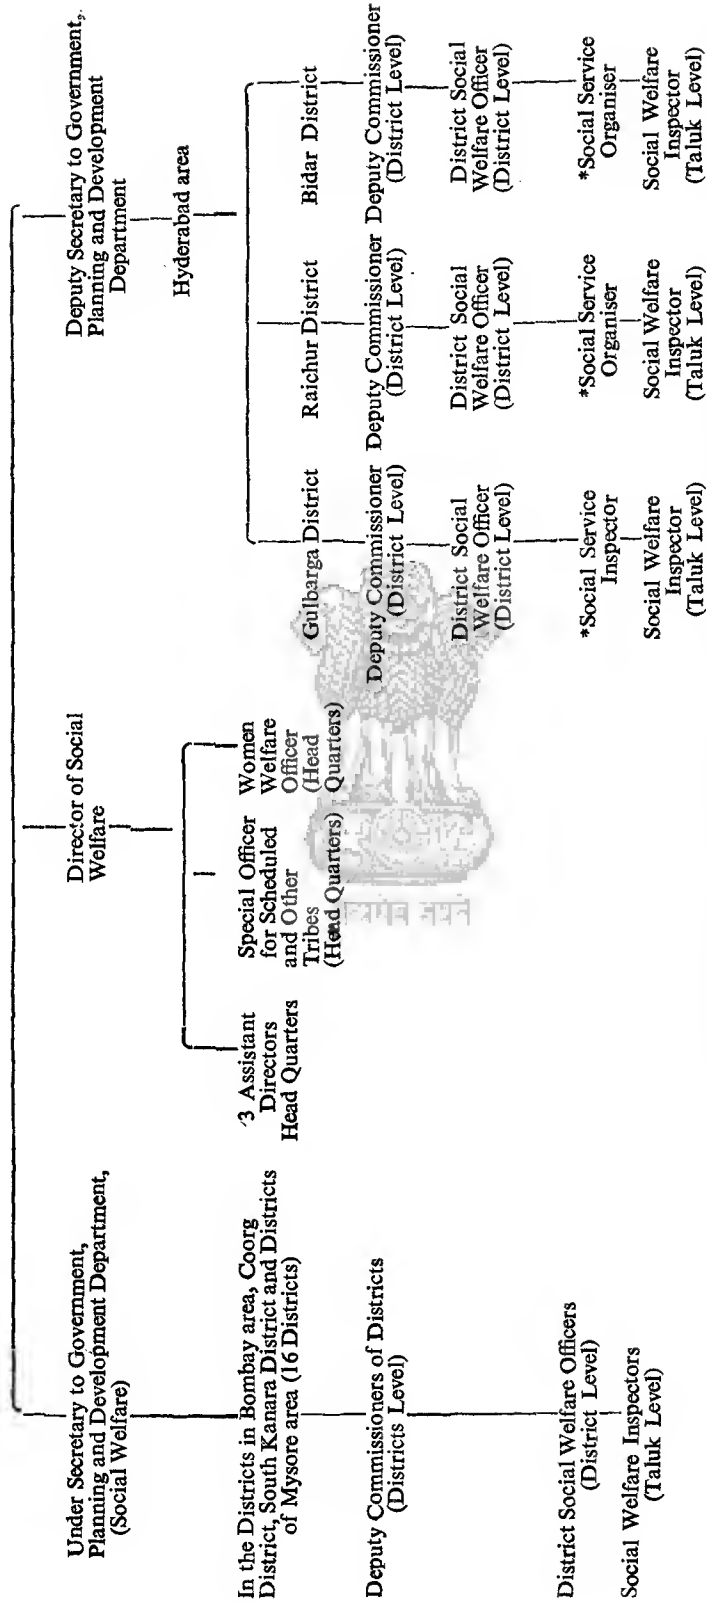 Under Secretary to Government,
Planning and Development Department,
(Social Welfare)
In the Districts in Bombay area, Coorg
District, South Kanara District and Districts
of Mysore area (16 Districts)
Deputy Commissioners of Districts
(Districts Level)
District Social Welfare Officers
(District Level)
Social Welfare Inspectors
(Taluk Level)
Director of Social
Welfare
3 Assistant
Directors
Head Quarters
Special Officer
for Scheduled
and Other
Tribes
(Head Quarters)
Women
Welfare
Officer
(Head
Quarters)
Deputy Secretary to Government,
Planning and Development
Department
Hyderabad area
Gulbarga District
Deputy Commissioner
(District Level)
District Social
Welfare Officer
(District Level)
*Social Service
Inspector
Social Welfare
Inspector
(Taluk Level)
Raichur District
Deputy Commissioner
(District Level)
District Social
Welfare Officer
(District Level)
*Social Service
Organiser
Social Welfare
Inspector
(Taluk Level)
Bidar District
Deputy Commissioner
(District Level)
District Social
Welfare Officer
(District Level)
*Social Service
Organiser
Social Welfare
Inspector
(Taluk Level)